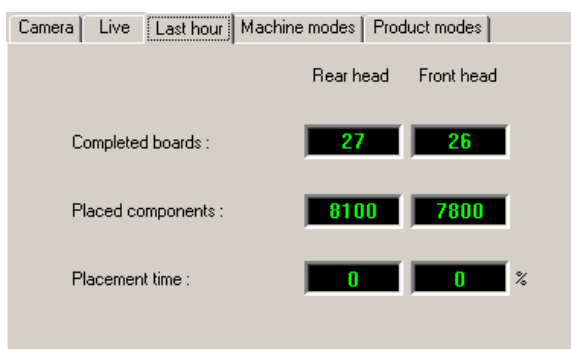 Camera Live Last hour Machine modes Product modes
Rear head Front head
Completed boards : 27 26
Placed components : 8100 7800
Placement time : 0 0 %